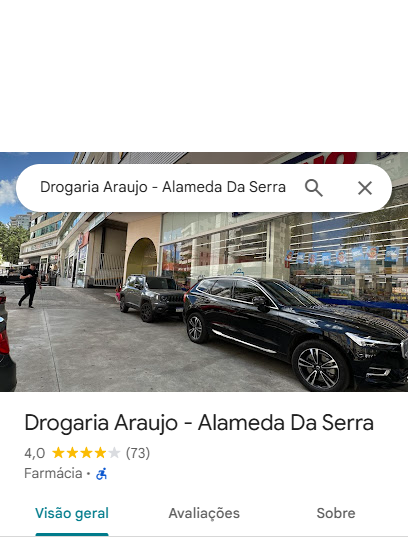 Drogaria Araujo - Alameda Da Serra
Drogaria Araujo - Alameda Da Serra
4,0 (73)
Farmácia ·
Visão geral Avaliações Sobre